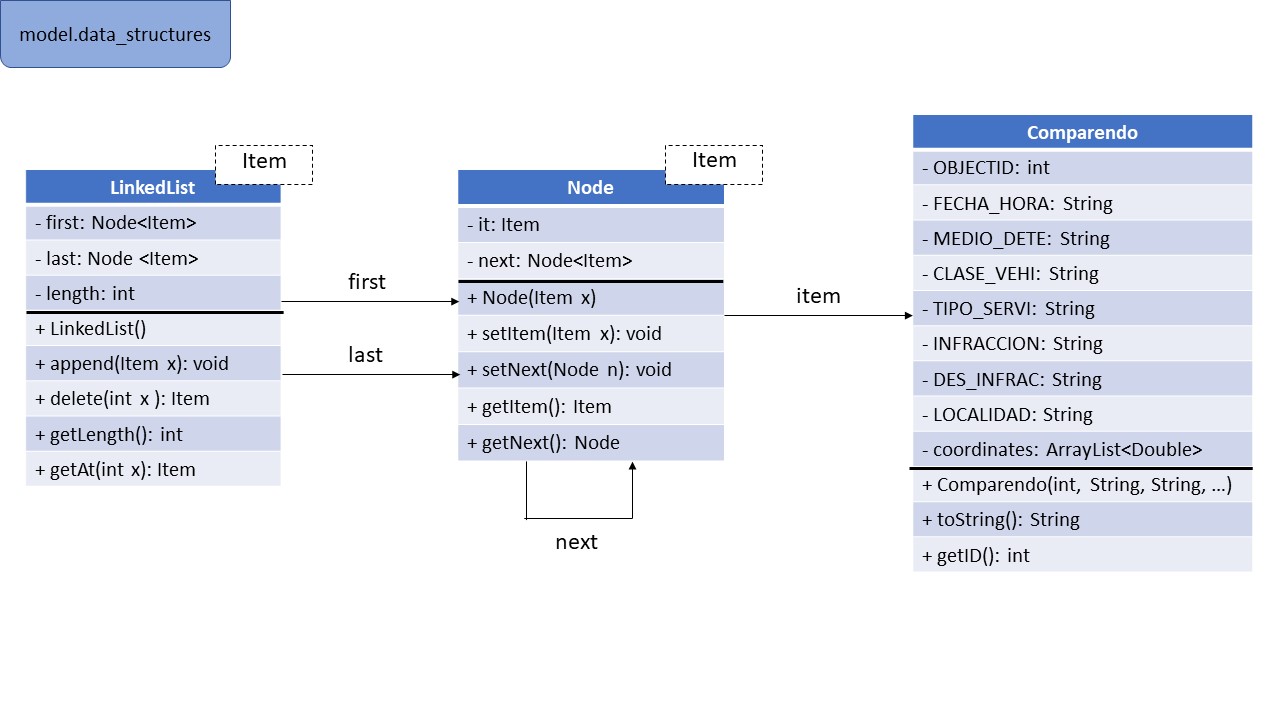 model.data_structures
Item
LinkedList
- first: Node<Item>
- last: Node <Item>
- length: int
+ LinkedList()
+ append(Item x): void
+ delete(int x ): Item
+ getLength(): int
+ getAt(int x): Item
first
last
Item
Node
- it: Item
- next: Node<Item>
+ Node(Item x)
+ setItem(Item x): void
+ setNext(Node n): void
+ getItem(): Item
+ getNext(): Node
next
item
Comparendo
- OBJECTID: int
- FECHA_HORA: String
- MEDIO_DETE: String
- CLASE_VEHI: String
- TIPO_SERVI: String
- INFRACCION: String
- DES_INFRAC: String
- LOCALIDAD: String
- coordinates: ArrayList<Double>
+ Comparendo(int, String, String, ...)
+ toString(): String
+ getID(): int